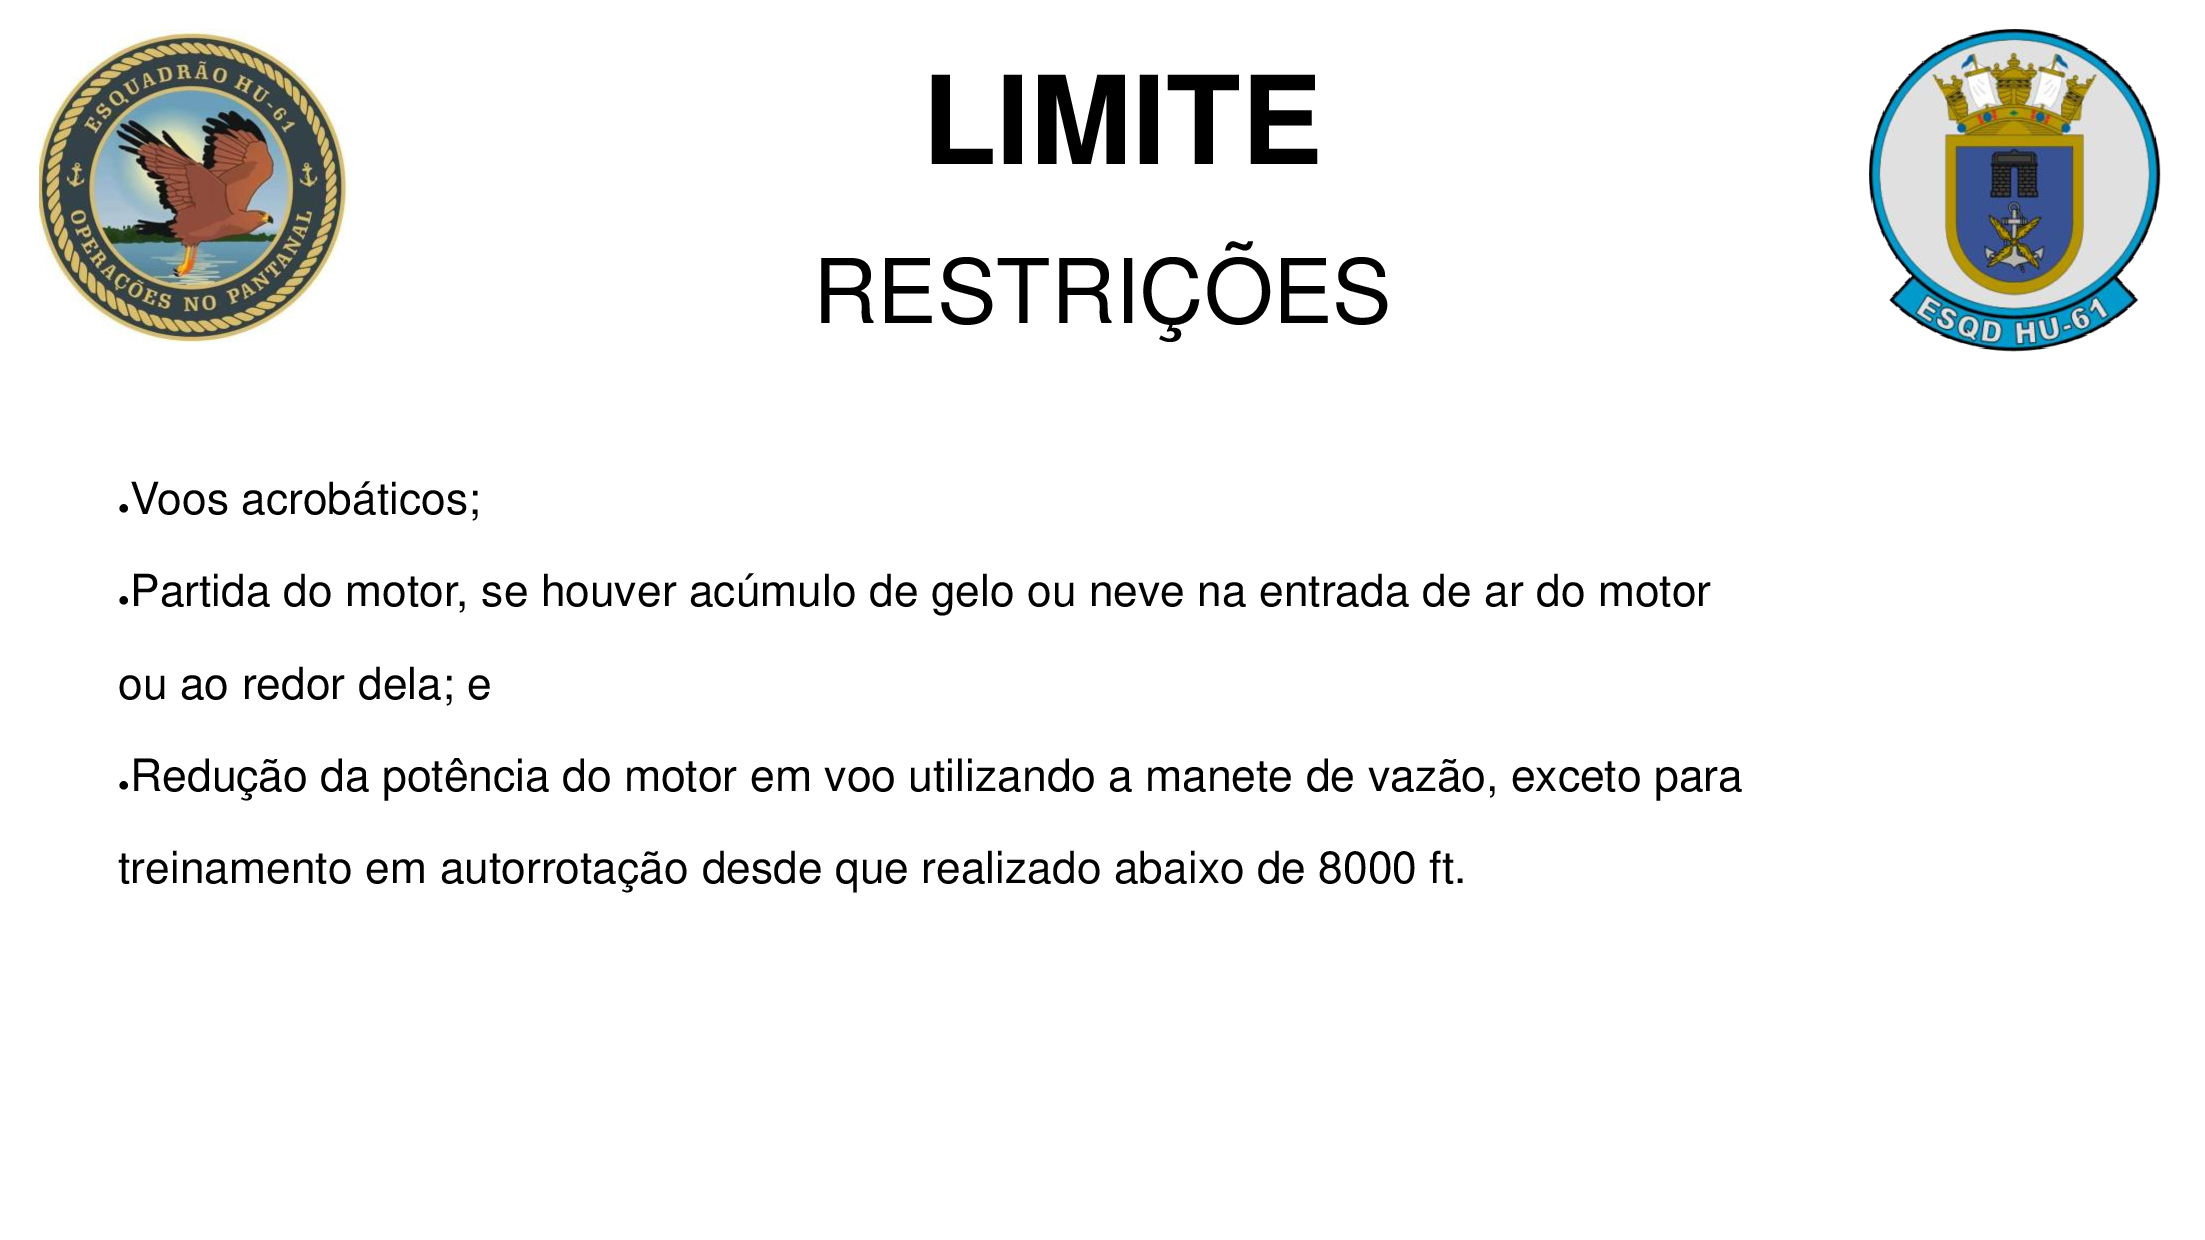 ESQUADRÃO HU-61
OPERAÇÕES NO PANTANAL
LIMITE
RESTRIÇÕES
ESQD HU-61
•Voos acrobáticos;
•Partida do motor, se houver acúmulo de gelo ou neve na entrada de ar do motor
ou ao redor dela; e
•Redução da potência do motor em voo utilizando a manete de vazão, exceto para
treinamento em autorrotação desde que realizado abaixo de 8000 ft.